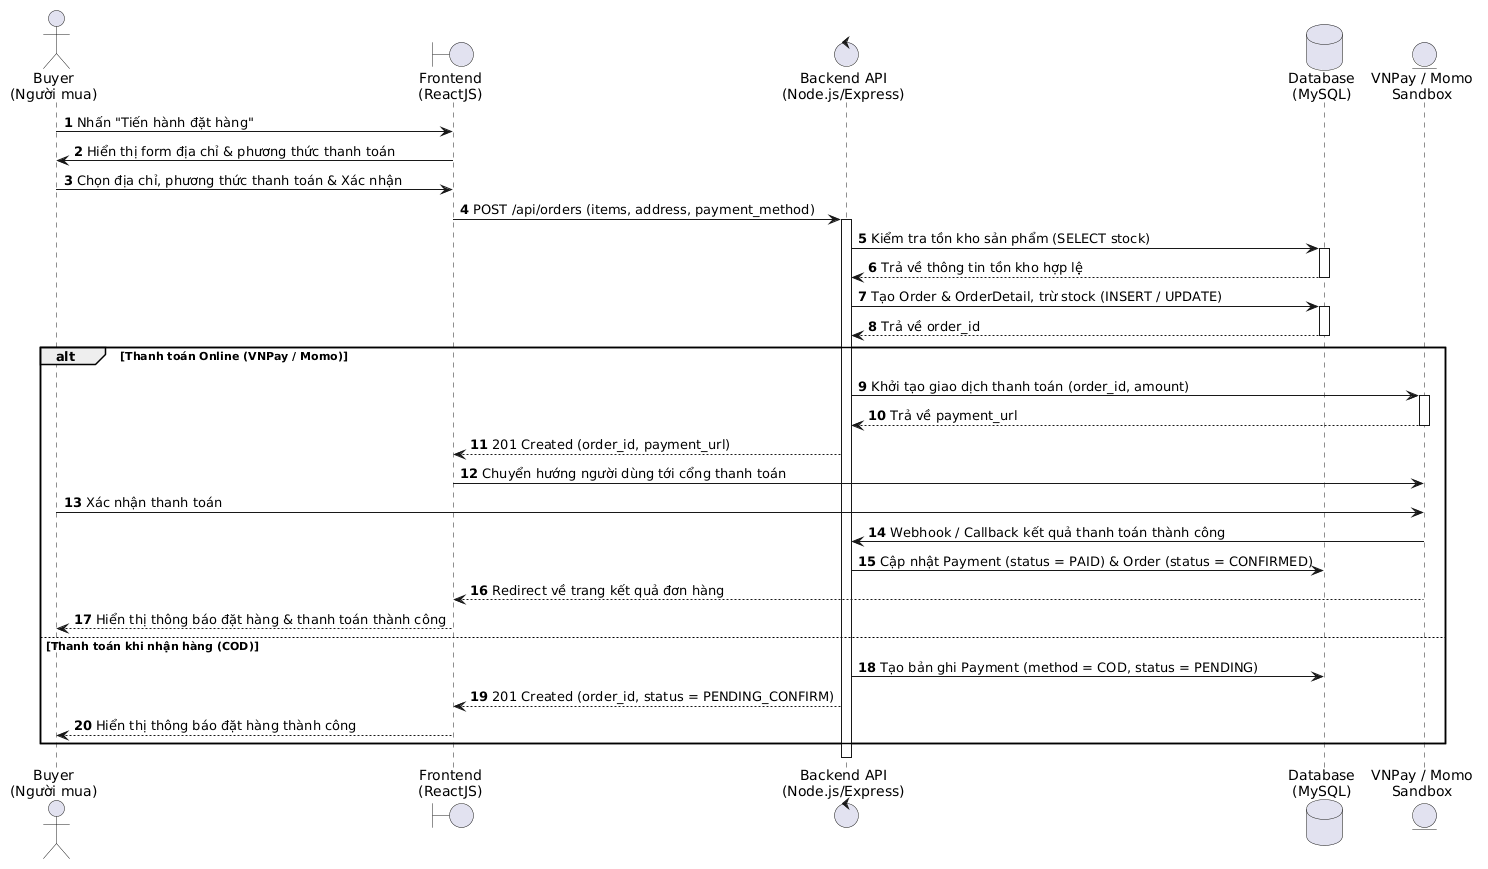 Buyer
(Người mua)
Frontend
(ReactJS)
Backend API
(Node.js/Express)
Database
(MySQL)
VNPay / Momo
Sandbox
1 Nhấn "Tiến hành đặt hàng"
2 Hiển thị form địa chỉ & phương thức thanh toán
3 Chọn địa chỉ, phương thức thanh toán & Xác nhận
4 POST /api/orders (items, address, payment_method)
5 Kiểm tra tồn kho sản phẩm (SELECT stock)
6 Trả về thông tin tồn kho hợp lệ
7 Tạo Order & OrderDetail, trừ stock (INSERT / UPDATE)
8 Trả về order_id
alt [Thanh toán Online (VNPay / Momo)]
9 Khởi tạo giao dịch thanh toán (order_id, amount)
10 Trả về payment_url
11 201 Created (order_id, payment_url)
12 Chuyển hướng người dùng tới cổng thanh toán
13 Xác nhận thanh toán
14 Webhook / Callback kết quả thanh toán thành công
15 Cập nhật Payment (status = PAID) & Order (status = CONFIRMED)
16 Redirect về trang kết quả đơn hàng
17 Hiển thị thông báo đặt hàng & thanh toán thành công
[Thanh toán khi nhận hàng (COD)]
18 Tạo bản ghi Payment (method = COD, status = PENDING)
19 201 Created (order_id, status = PENDING_CONFIRM)
20 Hiển thị thông báo đặt hàng thành công
Buyer
(Người mua)
Frontend
(ReactJS)
Backend API
(Node.js/Express)
Database
(MySQL)
VNPay / Momo
Sandbox